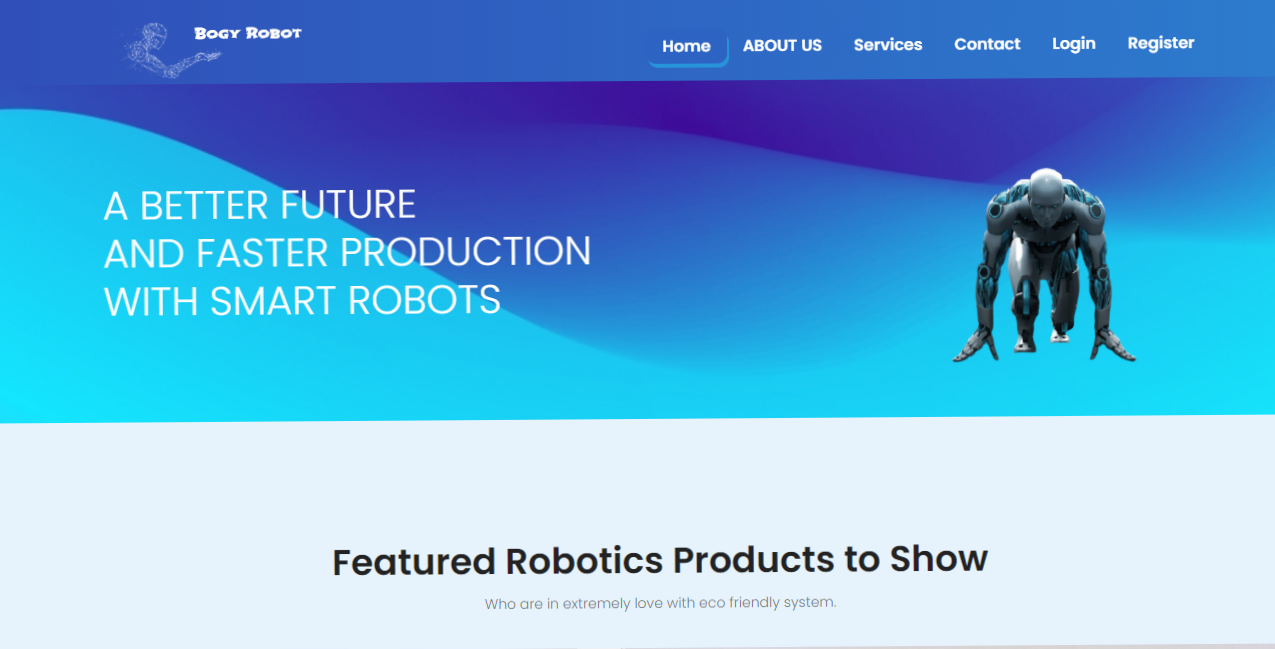 Bogy Robot
Home ABOUT US Services Contact Login Register
A BETTER FUTURE
AND FASTER PRODUCTION
WITH SMART ROBOTS
Featured Robotics Products to Show
Who are in extremely love with eco friendly system.